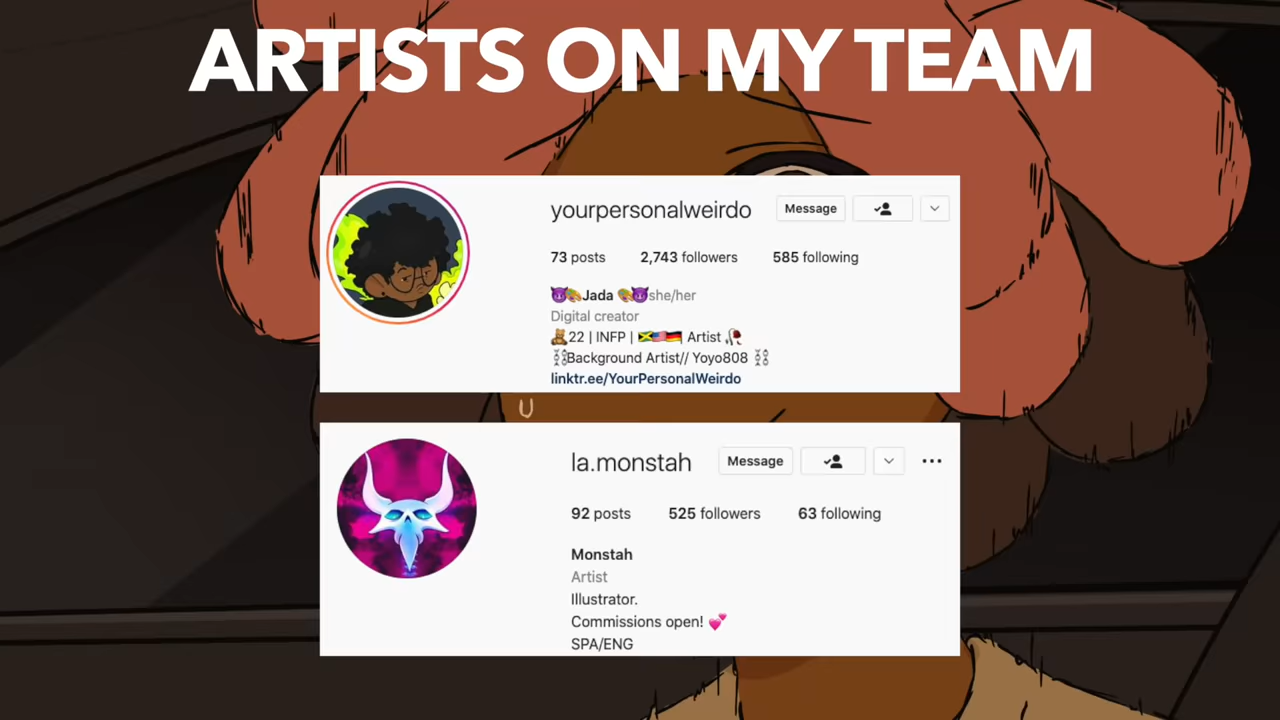 ARTISTS ON MY TEAM
yourpersonalweirdo Message
73 posts 2,743 followers 585 following
😈🎨Jada 🎨😈she/her
Digital creator
🧸22 | INFP | 🇯🇲🇺🇸🇩🇪 Artist 🥀
⛓Background Artist// Yoyo808 ⛓
linktr.ee/YourPersonalWeirdo
la.monstah Message
92 posts 525 followers 63 following
Monstah
Artist
Illustrator.
Commissions open! 💕
SPA/ENG